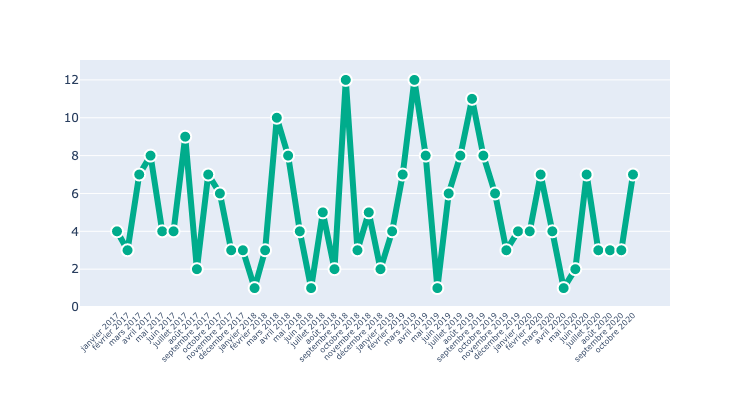 12
10
8
6
4
2
0
janvier 2017
février 2017
mars 2017
avril 2017
mai 2017
juin 2017
juillet 2017
août 2017
septembre 2017
octobre 2017
novembre 2017
décembre 2017
janvier 2018
février 2018
mars 2018
avril 2018
mai 2018
juin 2018
juillet 2018
août 2018
septembre 2018
octobre 2018
novembre 2018
décembre 2018
janvier 2019
février 2019
mars 2019
avril 2019
mai 2019
juin 2019
juillet 2019
août 2019
septembre 2019
octobre 2019
novembre 2019
décembre 2019
janvier 2020
février 2020
mars 2020
avril 2020
mai 2020
juin 2020
juillet 2020
août 2020
septembre 2020
octobre 2020